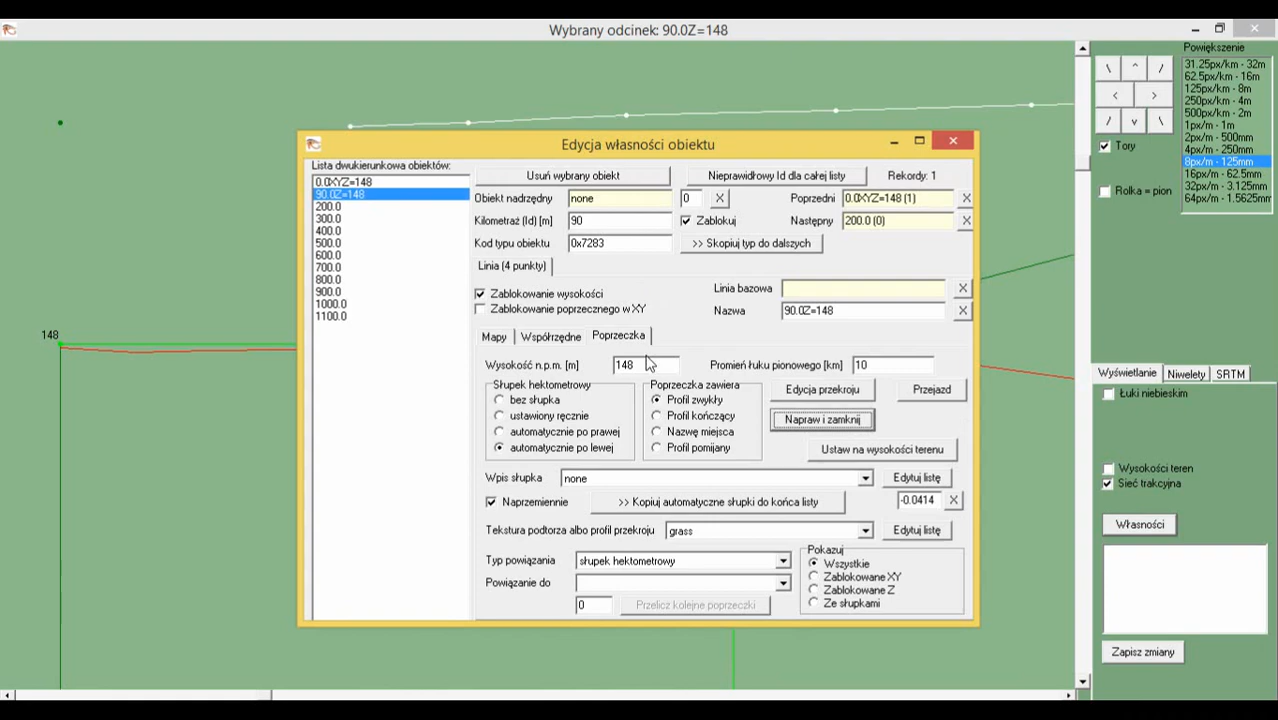 Wybrany odcinek: 90.0Z=148
Powiększenie
31.25px/km - 32m
62.5px/km - 16m
125px/km - 8m
250px/km - 4m
500px/km - 2m
1px/m - 1m
2px/m - 500mm
4px/m - 250mm
8px/m - 125mm
16px/m - 62.5mm
32px/m - 3.125mm
64px/m - 1.5625mm
Tory
Rolka = pion
148
Edycja własności obiektu
Lista dwukierunkowa obiektów:
0.0XYZ=148
90.0Z=148
200.0
300.0
400.0
500.0
600.0
700.0
800.0
900.0
1000.0
1100.0
Usuń wybrany obiekt
Nieprawidłowy Id dla całej listy
Rekordy: 1
Obiekt nadrzędny
none
0
X
Poprzedni
0.0XYZ=148 (1)
X
Kilometraż (Id) [m]
90
Zablokuj
Następny
200.0 (0)
X
Kod typu obiektu
0x7283
>> Skopiuj typ do dalszych
Linia (4 punkty)
Zablokowanie wysokości
Linia bazowa
X
Zablokowanie poprzecznego w XY
Nazwa
90.0Z=148
X
Mapy
Współrzędne
Poprzeczka
Wysokość n.p.m. [m]
148
Promień łuku pionowego [km]
10
Słupek hektometrowy
bez słupka
ustawiony ręcznie
automatycznie po prawej
automatycznie po lewej
Poprzeczka zawiera
Profil zwykły
Profil kończący
Nazwę miejsca
Profil pomijany
Edycja przekroju
Przejazd
Napraw i zamknij
Ustaw na wysokości terenu
Wpis słupka
none
Edytuj listę
Naprzemiennie
>> Kopiuj automatyczne słupki do końca listy
-0.0414
X
Tekstura podtorza albo profil przekroju
grass
Edytuj listę
Typ powiązania
słupek hektometrowy
Powiązanie do
0
Przelicz kolejne poprzeczki
Pokazuj
Wszystkie
Zablokowane XY
Zablokowane Z
Ze słupkami
Wyświetlanie
Niwelety
SRTM
Łuki niebieskim
Wysokości teren
Sieć trakcyjna
Własności
Zapisz zmiany